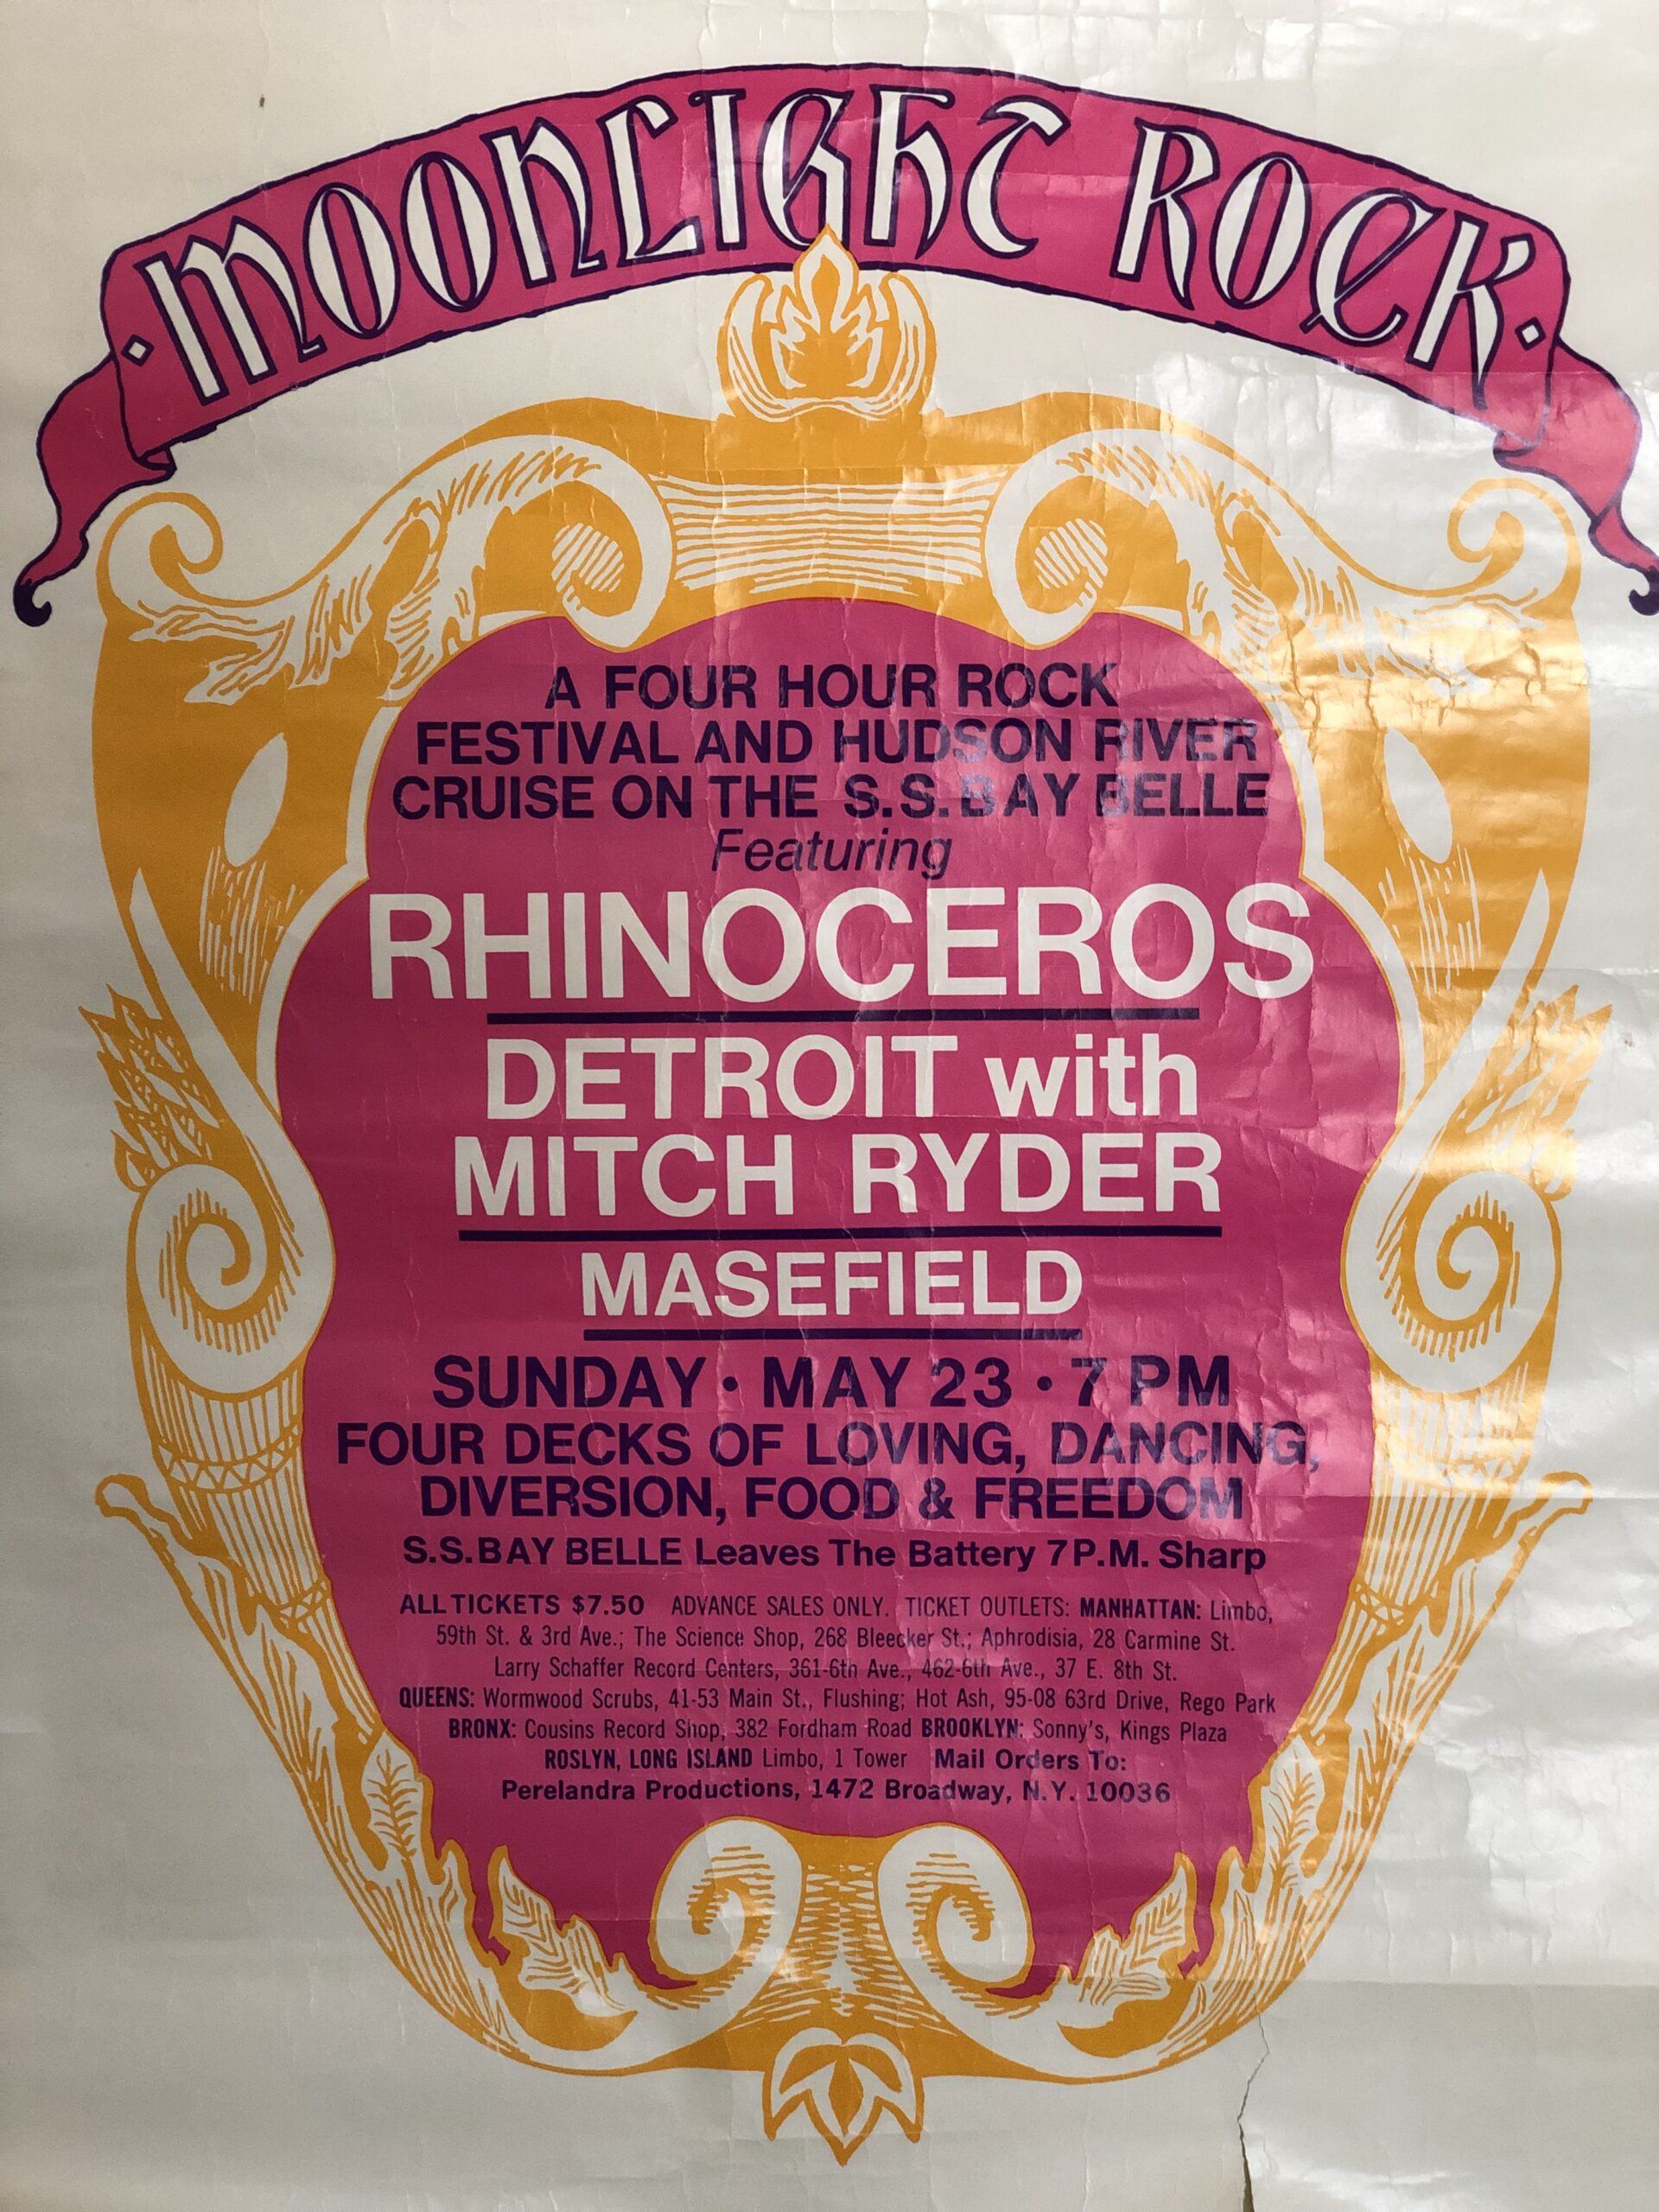 ·MOONLIGHT ROCK·
A FOUR HOUR ROCK
FESTIVAL AND HUDSON RIVER
CRUISE ON THE S.S.BAY BELLE
Featuring
RHINOCEROS
DETROIT with
MITCH RYDER
MASEFIELD
SUNDAY · MAY 23 · 7 PM
FOUR DECKS OF LOVING, DANCING,
DIVERSION, FOOD & FREEDOM
S.S.BAY BELLE Leaves The Battery 7P.M. Sharp
ALL TICKETS $7.50 ADVANCE SALES ONLY. TICKET OUTLETS: MANHATTAN: Limbo,
59th St. & 3rd Ave.; The Science Shop, 268 Bleecker St.; Aphrodisia, 28 Carmine St.
Larry Schaffer Record Centers, 361-6th Ave., 462-6th Ave., 37 E. 8th St.
QUEENS: Wormwood Scrubs, 41-53 Main St., Flushing; Hot Ash, 95-08 63rd Drive, Rego Park
BRONX: Cousins Record Shop, 382 Fordham Road BROOKLYN: Sonny's, Kings Plaza
ROSLYN, LONG ISLAND Limbo, 1 Tower Mail Orders To:
Perelandra Productions, 1472 Broadway, N.Y. 10036